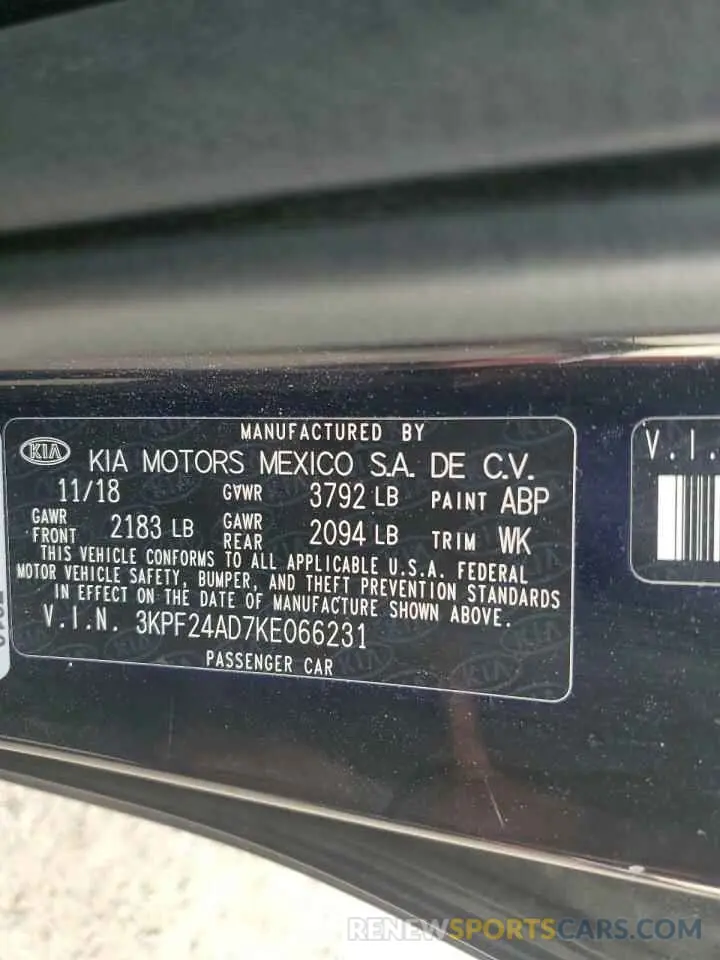 MANUFACTURED BY
KIA KIA MOTORS MEXICO S.A. DE C.V.
11/18 GVWR 3792 LB PAINT ABP
GAWR FRONT 2183 LB GAWR REAR 2094 LB TRIM WK
THIS VEHICLE CONFORMS TO ALL APPLICABLE U.S.A. FEDERAL
MOTOR VEHICLE SAFETY, BUMPER, AND THEFT PREVENTION STANDARDS
IN EFFECT ON THE DATE OF MANUFACTURE SHOWN ABOVE.
V.I.N. 3KPF24AD7KE066231
PASSENGER CAR
V.I.
RENEWSPORTSCARS.COM